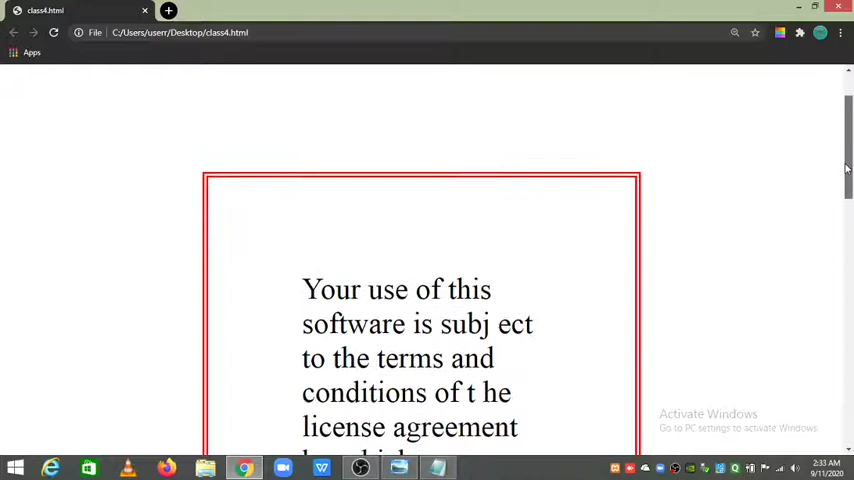 class4.html
File
C:/Users/userr/Desktop/class4.html
Apps
Your use of this
software is subj ect
to the terms and
conditions of t he
license agreement
Activate Windows
Go to PC settings to activate Windows.
2:33 AM
9/11/2020